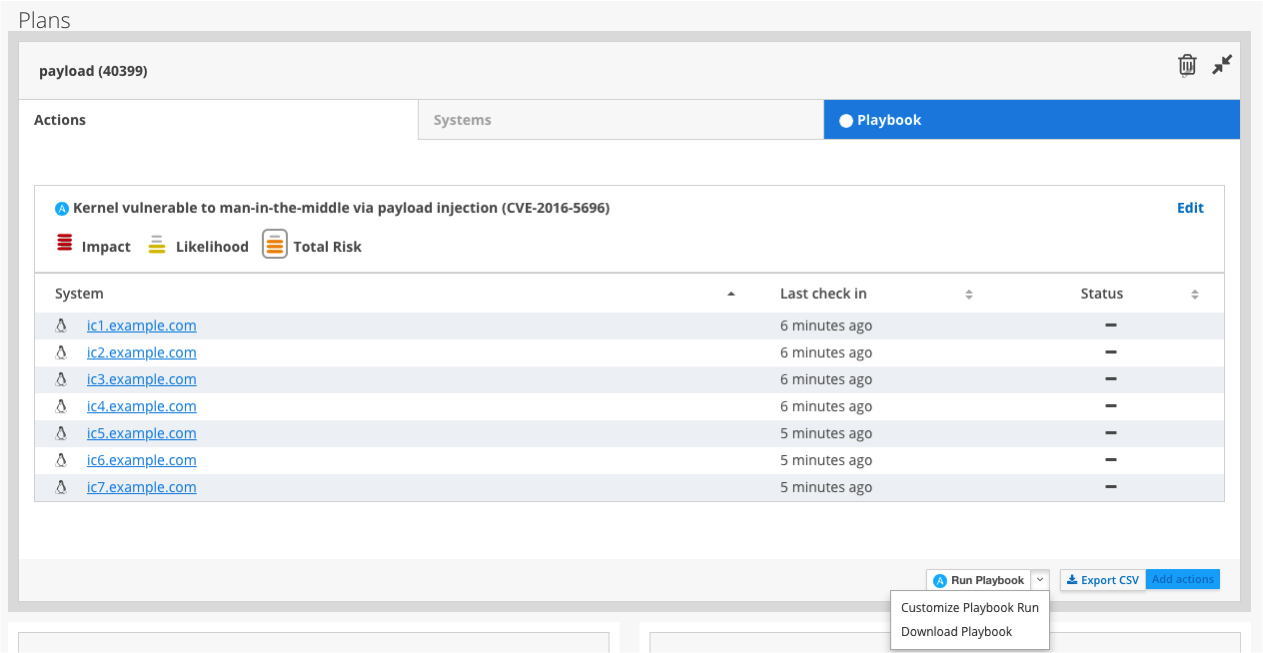 Plans
payload (40399)
Actions
Systems
Playbook
A Kernel vulnerable to man-in-the-middle via payload injection (CVE-2016-5696)
Edit
Impact Likelihood Total Risk
System Last check in Status
ic1.example.com 6 minutes ago
ic2.example.com 6 minutes ago
ic3.example.com 6 minutes ago
ic4.example.com 6 minutes ago
ic5.example.com 5 minutes ago
ic6.example.com 5 minutes ago
ic7.example.com 5 minutes ago
A Run Playbook Export CSV Add actions
Customize Playbook Run
Download Playbook